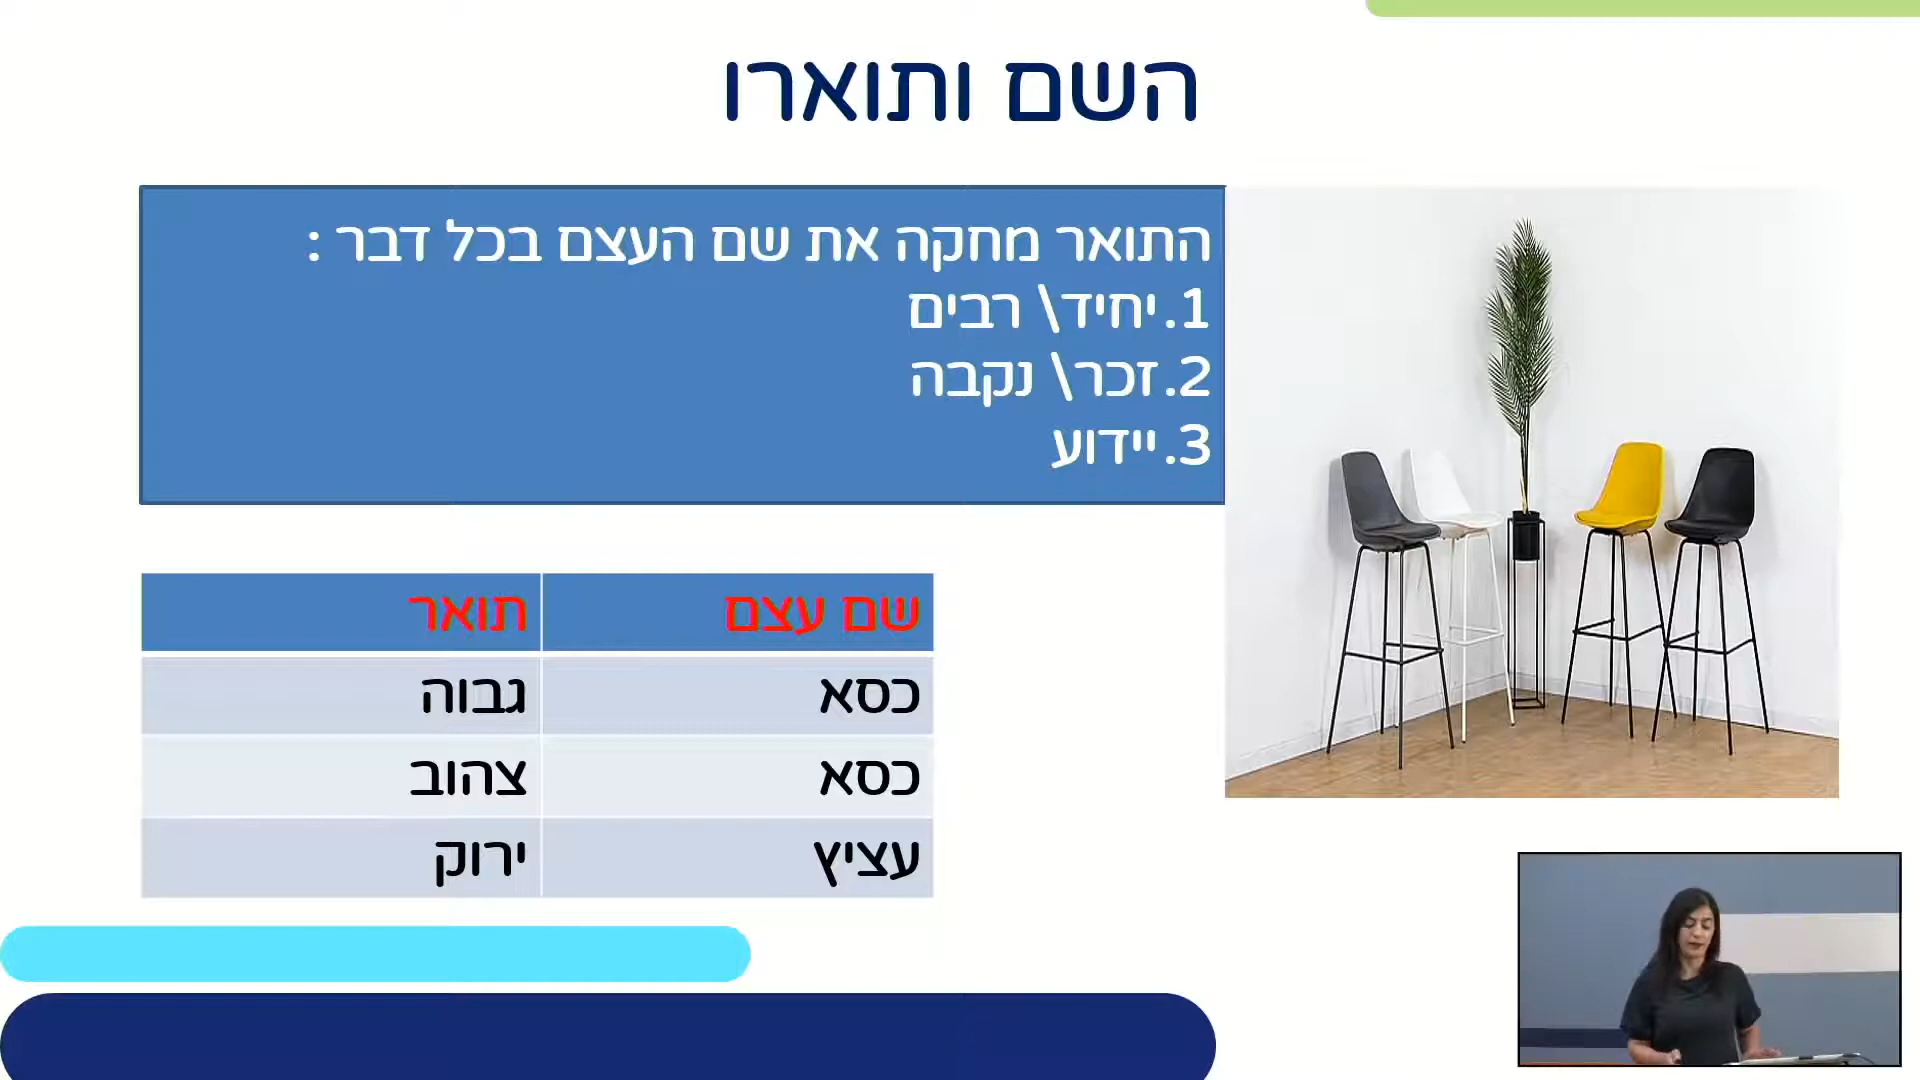 השם ותוארו
התואר מחקה את שם העצם בכל דבר :
1. יחיד\ רבים
2. זכר\ נקבה
3. יידוע
שם עצם תואר
כסא גבוה
כסא צהוב
עציץ ירוק